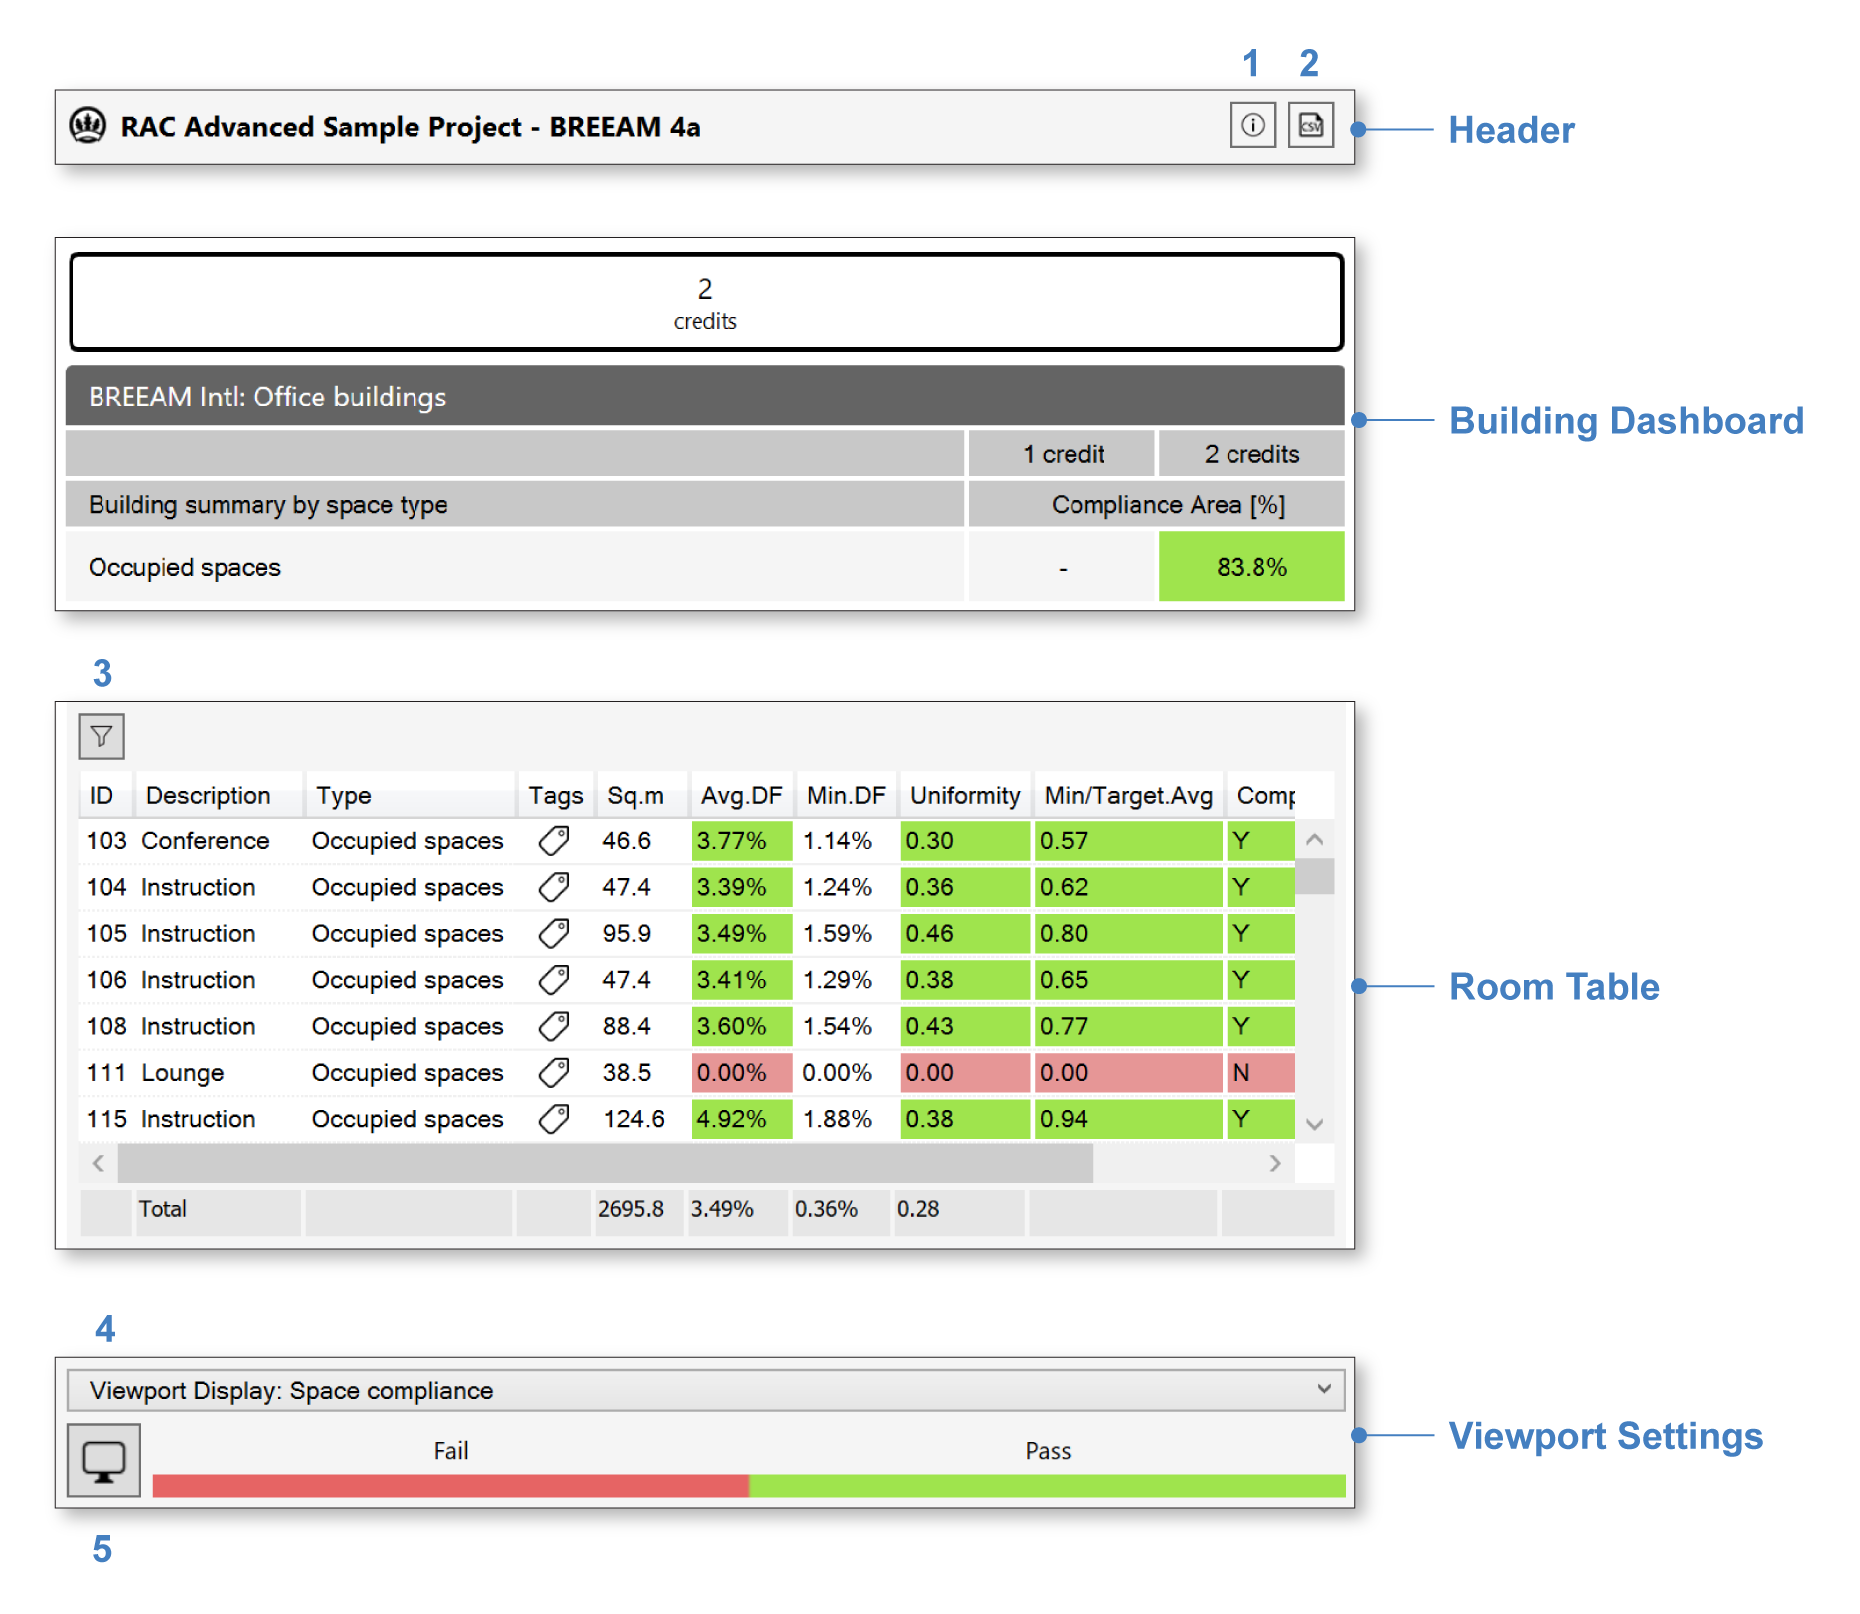 1 2
RAC Advanced Sample Project - BREEAM 4a
CSV
Header
2
credits
BREEAM Intl: Office buildings
Building Dashboard
1 credit 2 credits
Building summary by space type Compliance Area [%]
Occupied spaces - 83.8%
3
ID Description Type Tags Sq.m Avg.DF Min.DF Uniformity Min/Target.Avg Comp
103 Conference Occupied spaces 46.6 3.77% 1.14% 0.30 0.57 Y
104 Instruction Occupied spaces 47.4 3.39% 1.24% 0.36 0.62 Y
105 Instruction Occupied spaces 95.9 3.49% 1.59% 0.46 0.80 Y
106 Instruction Occupied spaces 47.4 3.41% 1.29% 0.38 0.65 Y
Room Table
108 Instruction Occupied spaces 88.4 3.60% 1.54% 0.43 0.77 Y
111 Lounge Occupied spaces 38.5 0.00% 0.00% 0.00 0.00 N
115 Instruction Occupied spaces 124.6 4.92% 1.88% 0.38 0.94 Y
Total 2695.8 3.49% 0.36% 0.28
4
Viewport Display: Space compliance
Viewport Settings
Fail Pass
5